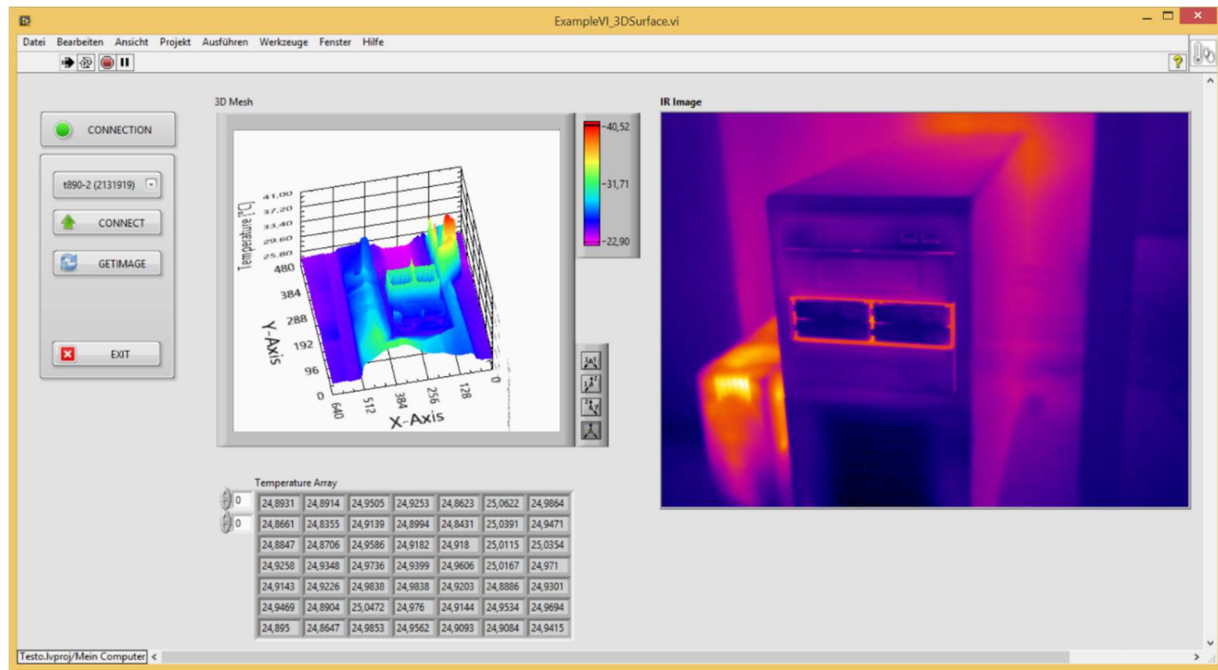 ExampleVI_3DSurface.vi
Datei Bearbeiten Ansicht Projekt Ausführen Werkzeuge Fenster Hilfe
CONNECTION
t890-2 (2131919)
CONNECT
GETIMAGE
EXIT
3D Mesh
41,00
37,20
33,40
29,60
25,80
480
384
288
192
96
0
Y-Axis
640
512
384
256
128
0
X-Axis
-40,52
-31,71
-22,90
IR Image
Temperature Array
0
0
24,8931 24,8914 24,9505 24,9253 24,8623 25,0622 24,9864
24,8661 24,8355 24,9139 24,8994 24,8431 25,0391 24,9471
24,8847 24,8706 24,9586 24,9182 24,918 25,0115 25,0354
24,9258 24,9348 24,9736 24,9399 24,9606 25,0167 24,971
24,9143 24,9226 24,9838 24,9838 24,9203 24,8886 24,9301
24,9469 24,8904 25,0472 24,976 24,9144 24,9534 24,9694
24,895 24,8647 24,9853 24,9562 24,9093 24,9084 24,9415
Testo.lvproj/Mein Computer